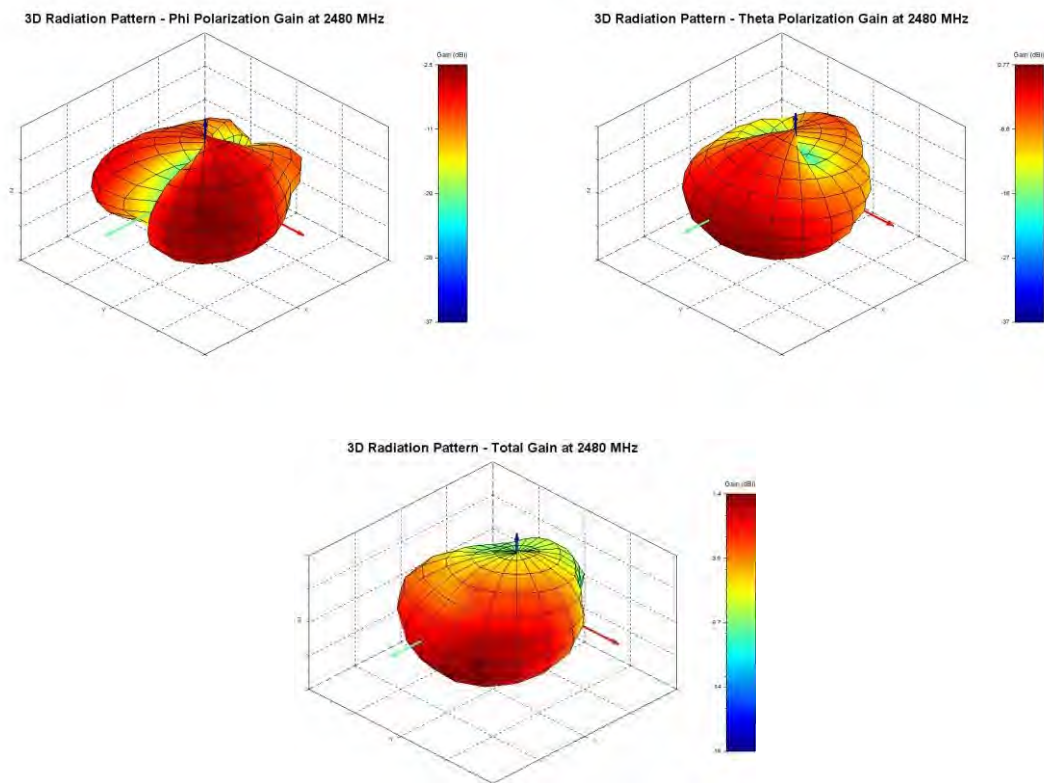 3D Radiation Pattern - Phi Polarization Gain at 2480 MHz
Gain (dBi)
-11
-20
-28
-37
Z
Y
X
3D Radiation Pattern - Theta Polarization Gain at 2480 MHz
Gain (dBi)
0.77
-8.6
-18
-27
-37
Z
Y
X
3D Radiation Pattern - Total Gain at 2480 MHz
Gain (dBi)
1.4
Z
Y
X